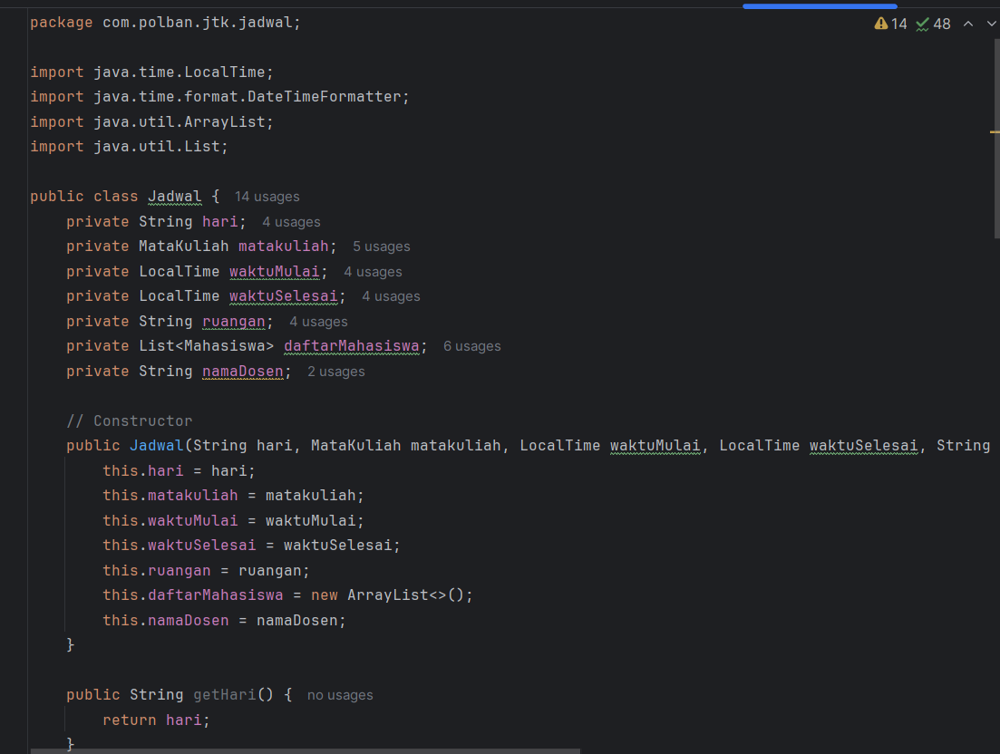 package com.polban.jtk.jadwal;
14 48
import java.time.LocalTime;
import java.time.format.DateTimeFormatter;
import java.util.ArrayList;
import java.util.List;
public class Jadwal { 14 usages
private String hari; 4 usages
private MataKuliah matakuliah; 5 usages
private LocalTime waktuMulai; 4 usages
private LocalTime waktuSelesai; 4 usages
private String ruangan; 4 usages
private List<Mahasiswa> daftarMahasiswa; 6 usages
private String namaDosen; 2 usages
// Constructor
public Jadwal(String hari, MataKuliah matakuliah, LocalTime waktuMulai, LocalTime waktuSelesai, String
this.hari = hari;
this.matakuliah = matakuliah;
this.waktuMulai = waktuMulai;
this.waktuSelesai = waktuSelesai;
this.ruangan = ruangan;
this.daftarMahasiswa = new ArrayList<>();
this.namaDosen = namaDosen;
}
public String getHari() { no usages
return hari;
}